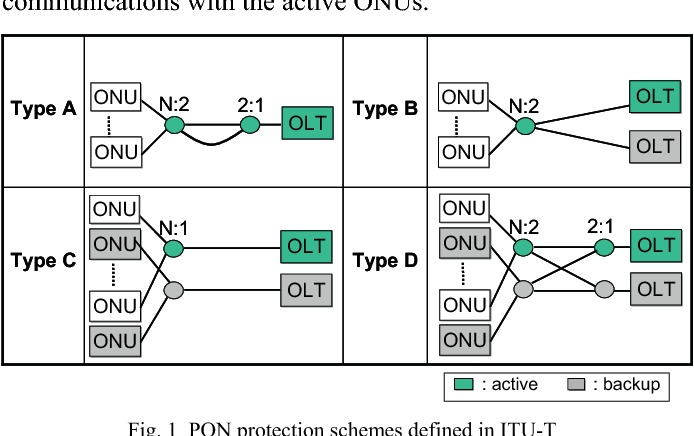 communications with the active ONUs.
ONU
N:2
2:1
Type A
OLT
ONU
ONU
N:2
OLT
Type B
ONU
OLT
ONU
N:1
ONU
OLT
Type C
OLT
ONU
ONU
ONU
N:2
2:1
ONU
OLT
Type D
OLT
ONU
ONU
: active
: backup
Fig. 1 PON protection schemes defined in ITU-T